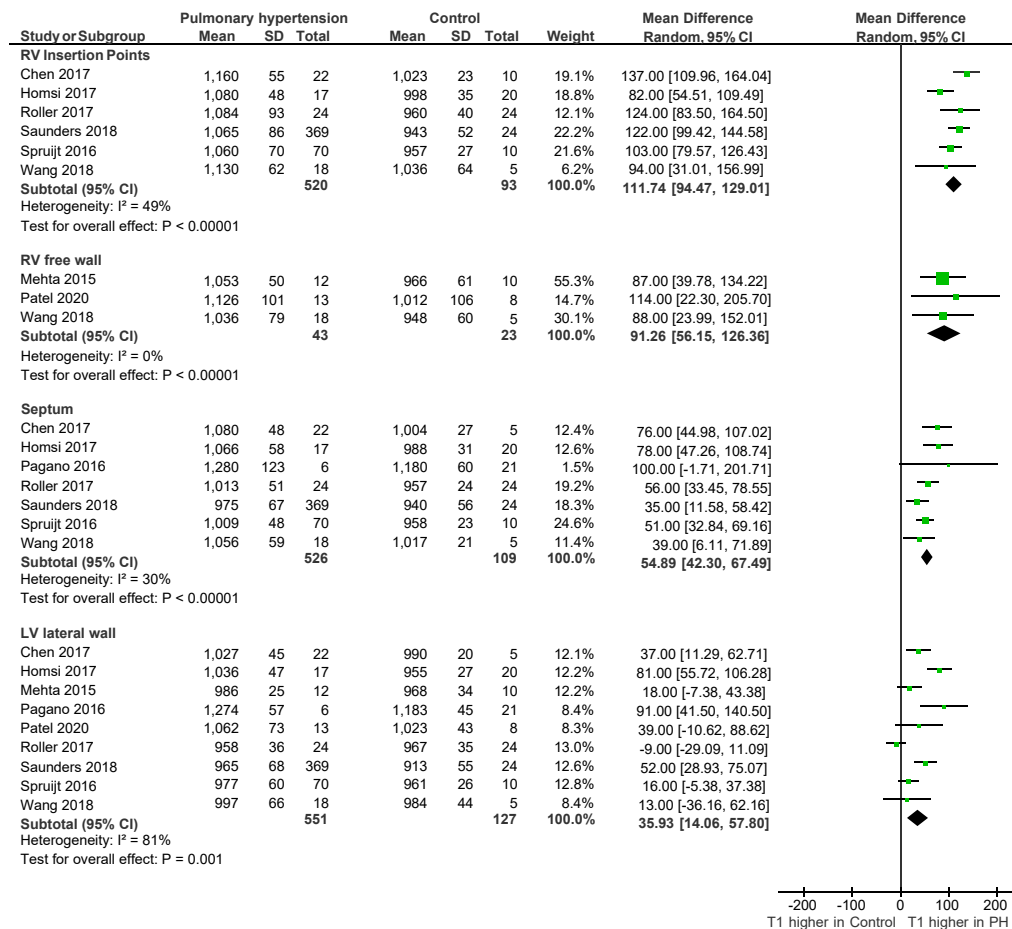 Pulmonary hypertension Control Mean Difference Mean Difference
Study or Subgroup Mean SD Total Mean SD Total Weight Random, 95% CI Random, 95% CI
RV Insertion Points
Chen 2017 1,160 55 22 1,023 23 10 19.1% 137.00 [109.96, 164.04]
Homsi 2017 1,080 48 17 998 35 20 18.8% 82.00 [54.51, 109.49]
Roller 2017 1,084 93 24 960 40 24 12.1% 124.00 [83.50, 164.50]
Saunders 2018 1,065 86 369 943 52 24 22.2% 122.00 [99.42, 144.58]
Spruijt 2016 1,060 70 70 957 27 10 21.6% 103.00 [79.57, 126.43]
Wang 2018 1,130 62 18 1,036 64 5 6.2% 94.00 [31.01, 156.99]
Subtotal (95% CI) 520 93 100.0% 111.74 [94.47, 129.01]
Heterogeneity: I² = 49%
Test for overall effect: P < 0.00001
RV free wall
Mehta 2015 1,053 50 12 966 61 10 55.3% 87.00 [39.78, 134.22]
Patel 2020 1,126 101 13 1,012 106 8 14.7% 114.00 [22.30, 205.70]
Wang 2018 1,036 79 18 948 60 5 30.1% 88.00 [23.99, 152.01]
Subtotal (95% CI) 43 23 100.0% 91.26 [56.15, 126.36]
Heterogeneity: I² = 0%
Test for overall effect: P < 0.00001
Septum
Chen 2017 1,080 48 22 1,004 27 5 12.4% 76.00 [44.98, 107.02]
Homsi 2017 1,066 58 17 988 31 20 12.6% 78.00 [47.26, 108.74]
Pagano 2016 1,280 123 6 1,180 60 21 1.5% 100.00 [-1.71, 201.71]
Roller 2017 1,013 51 24 957 24 24 19.2% 56.00 [33.45, 78.55]
Saunders 2018 975 67 369 940 56 24 18.3% 35.00 [11.58, 58.42]
Spruijt 2016 1,009 48 70 958 23 10 24.6% 51.00 [32.84, 69.16]
Wang 2018 1,056 59 18 1,017 21 5 11.4% 39.00 [6.11, 71.89]
Subtotal (95% CI) 526 109 100.0% 54.89 [42.30, 67.49]
Heterogeneity: I² = 30%
Test for overall effect: P < 0.00001
LV lateral wall
Chen 2017 1,027 45 22 990 20 5 12.1% 37.00 [11.29, 62.71]
Homsi 2017 1,036 47 17 955 27 20 12.2% 81.00 [55.72, 106.28]
Mehta 2015 986 25 12 968 34 10 12.2% 18.00 [-7.38, 43.38]
Pagano 2016 1,274 57 6 1,183 45 21 8.4% 91.00 [41.50, 140.50]
Patel 2020 1,062 73 13 1,023 43 8 8.3% 39.00 [-10.62, 88.62]
Roller 2017 958 36 24 967 35 24 13.0% -9.00 [-29.09, 11.09]
Saunders 2018 965 68 369 913 55 24 12.6% 52.00 [28.93, 75.07]
Spruijt 2016 977 60 70 961 26 10 12.8% 16.00 [-5.38, 37.38]
Wang 2018 997 66 18 984 44 5 8.4% 13.00 [-36.16, 62.16]
Subtotal (95% CI) 551 127 100.0% 35.93 [14.06, 57.80]
Heterogeneity: I² = 81%
Test for overall effect: P = 0.001
-200 -100 0 100 200
T1 higher in Control T1 higher in PH